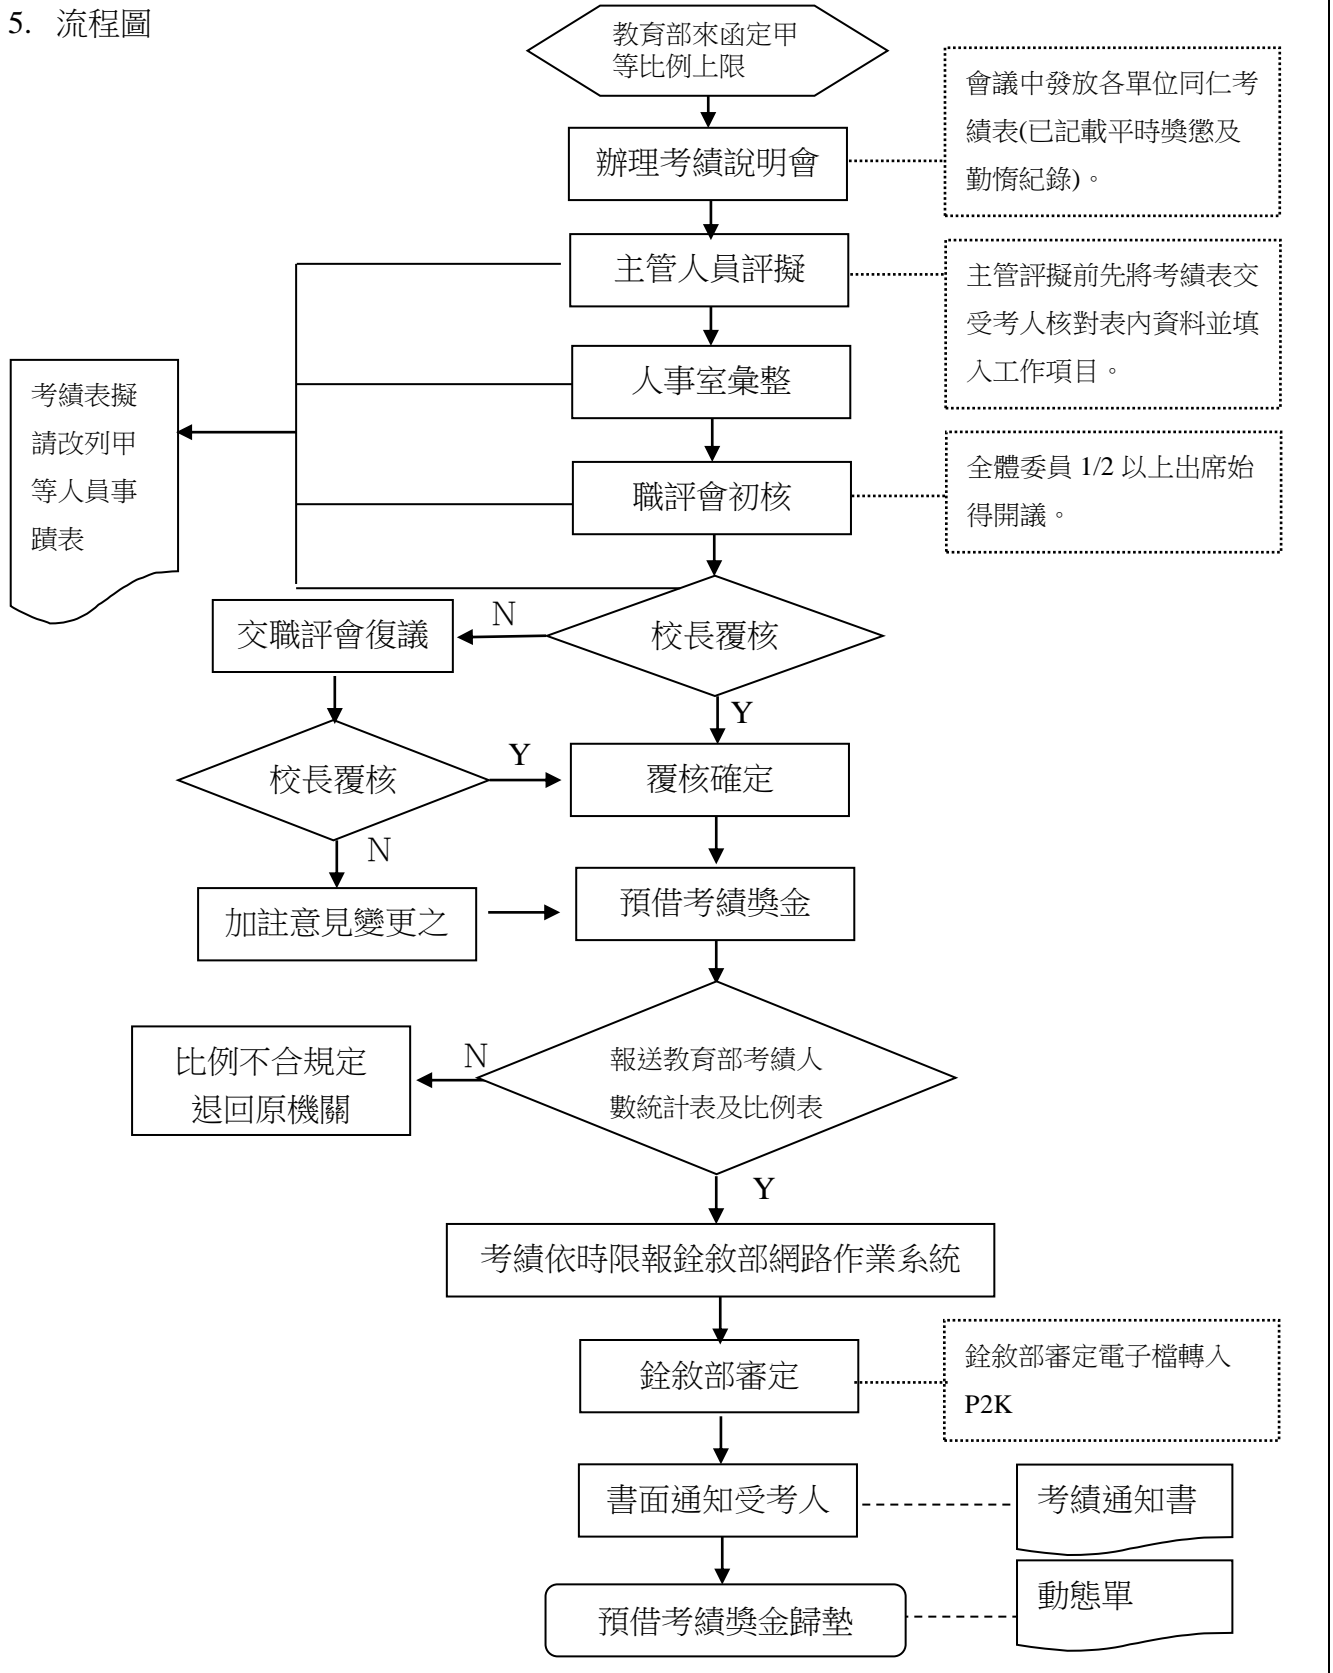 5. 流程圖
教育部來函定甲
等比例上限
會議中發放各單位同仁考
績表(已記載平時獎懲及
勤惰紀錄)。
辦理考績說明會
主管人員評擬
主管評擬前先將考績表交
受考人核對表內資料並填
入工作項目。
人事室彙整
考績表擬
請改列甲
等人員事
蹟表
全體委員 1/2 以上出席始
得開議。
職評會初核
N
交職評會復議
校長覆核
Y
校長覆核
Y
覆核確定
N
加註意見變更之
預借考績獎金
比例不合規定
退回原機關
N
報送教育部考績人
數統計表及比例表
Y
考績依時限報銓敘部網路作業系統
銓敘部審定
銓敘部審定電子檔轉入
P2K
書面通知受考人
考績通知書
預借考績獎金歸墊
動態單